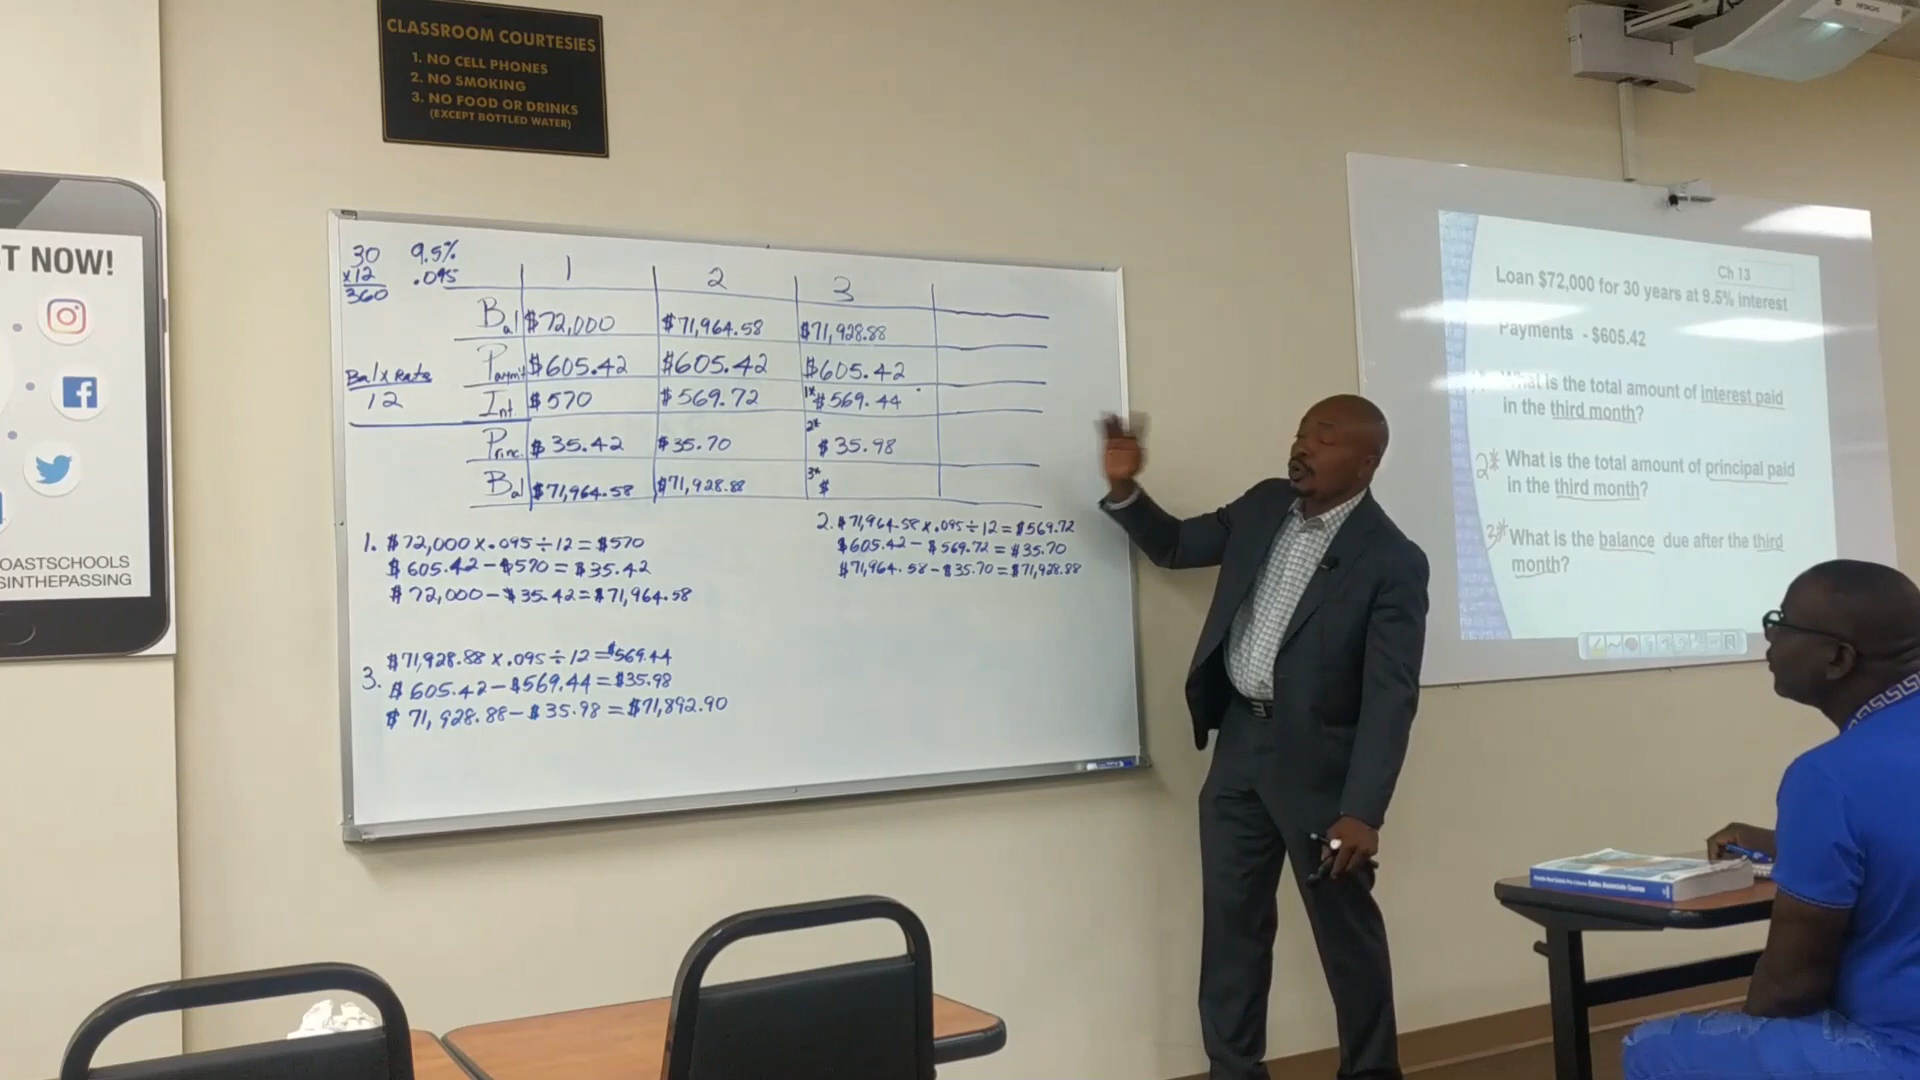 CLASSROOM COURTESIES
1. NO CELL PHONES
2. NO SMOKING
3. NO FOOD OR DRINKS
(EXCEPT BOTTLED WATER)
T NOW!
OASTSCHOOLS
SINTHEPASSING
30 9.5%
x12 .095
360
1 2 3
Bal $72,000 $71,964.58 $71,928.88
Paymt $605.42 $605.42 $605.42
Bal x Rate
12
Int. $570 $569.72 1* $569.44
Princ. $35.42 $35.70 2* $35.98
Bal $71,964.58 $71,928.88 3* $
1. $72,000 x .095 ÷ 12 = $570
$605.42 - $570 = $35.42
$72,000 - $35.42 = $71,964.58
2. $71,964.58 x .095 ÷ 12 = $569.72
$605.42 - $569.72 = $35.70
$71,964.58 - $35.70 = $71,928.88
3. $71,928.88 x .095 ÷ 12 = $569.44
$605.42 - $569.44 = $35.98
$71,928.88 - $35.98 = $71,892.90
HITACHI
Ch 13
Loan $72,000 for 30 years at 9.5% interest
Payments - $605.42
What is the total amount of interest paid
in the third month?
2* What is the total amount of principal paid
in the third month?
3* What is the balance due after the third
month?
Sales Associate Course